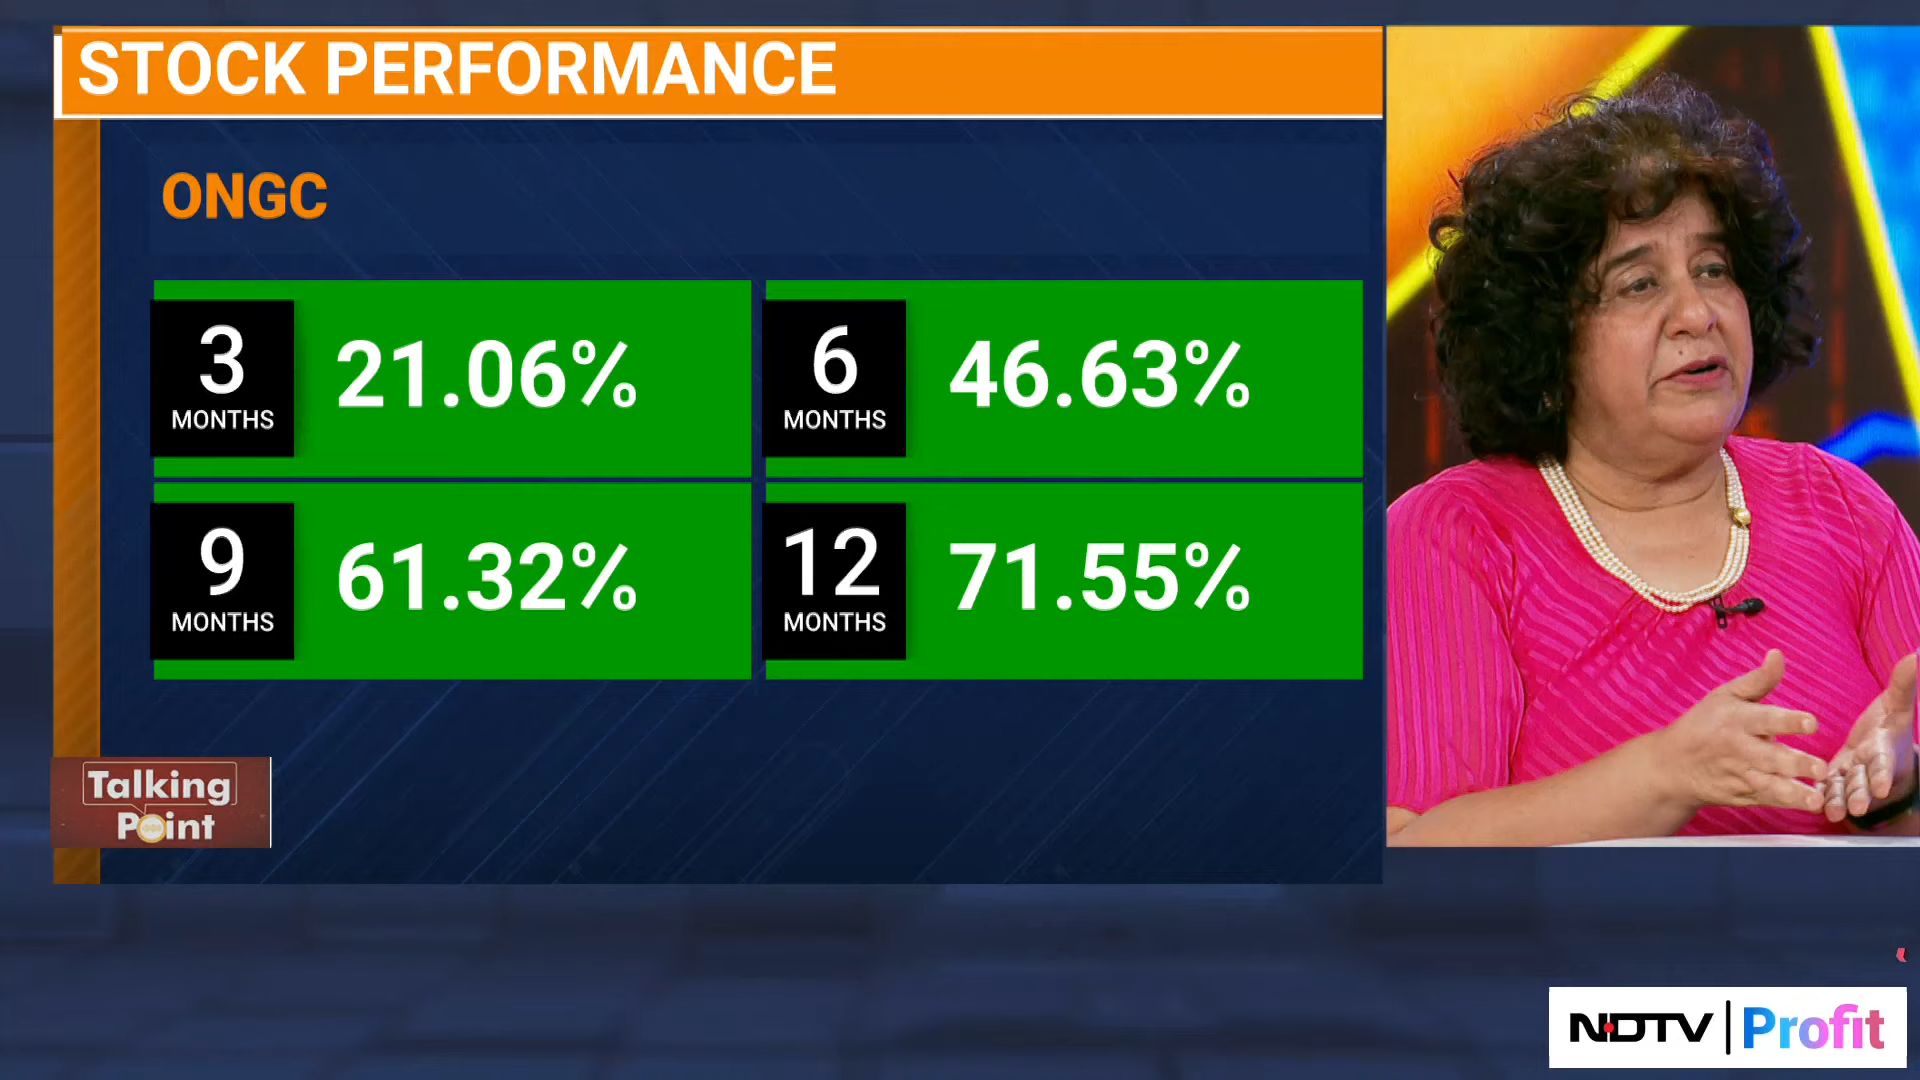 STOCK PERFORMANCE
ONGC
3
MONTHS
21.06%
6
MONTHS
46.63%
9
MONTHS
61.32%
12
MONTHS
71.55%
Talking
Point
NDTV | Profit